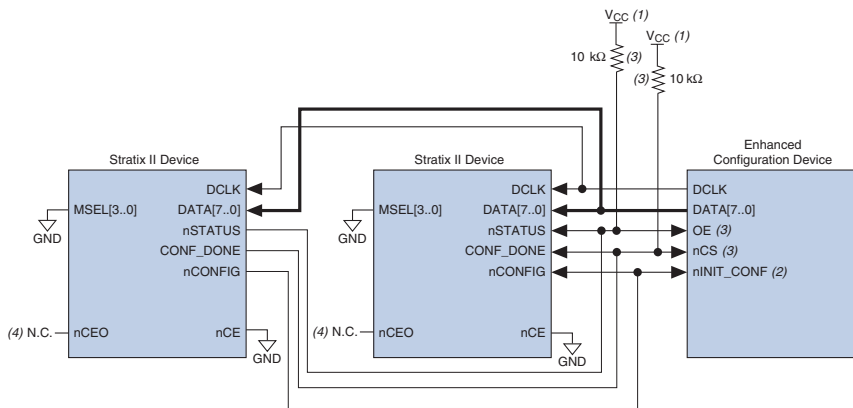 VCC (1)
VCC (1)
10 kΩ
(3)
(3)
10 kΩ
Stratix II Device
Stratix II Device
Enhanced
Configuration Device
DCLK
DCLK
DCLK
MSEL[3..0]
DATA[7..0]
MSEL[3..0]
DATA[7..0]
DATA[7..0]
GND
nSTATUS
GND
nSTATUS
OE (3)
CONF_DONE
CONF_DONE
nCS (3)
nCONFIG
nCONFIG
nINIT_CONF (2)
(4) N.C.
nCEO
nCE
(4) N.C.
nCEO
nCE
GND
GND